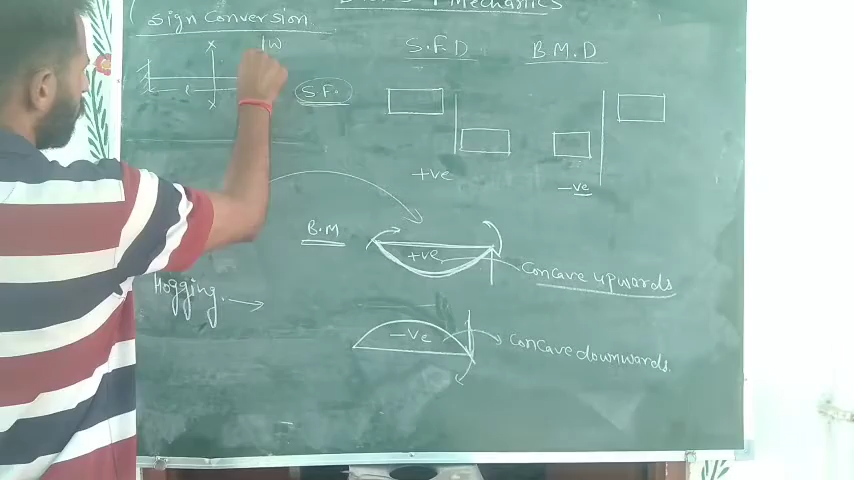 Mechanics
Sign Conversion
x
W
S.F.D
B.M.D
S.F.
l
x
+ve
-ve
B.M
+ve
Concave upwards
Hogging
-ve
Concave downwards.